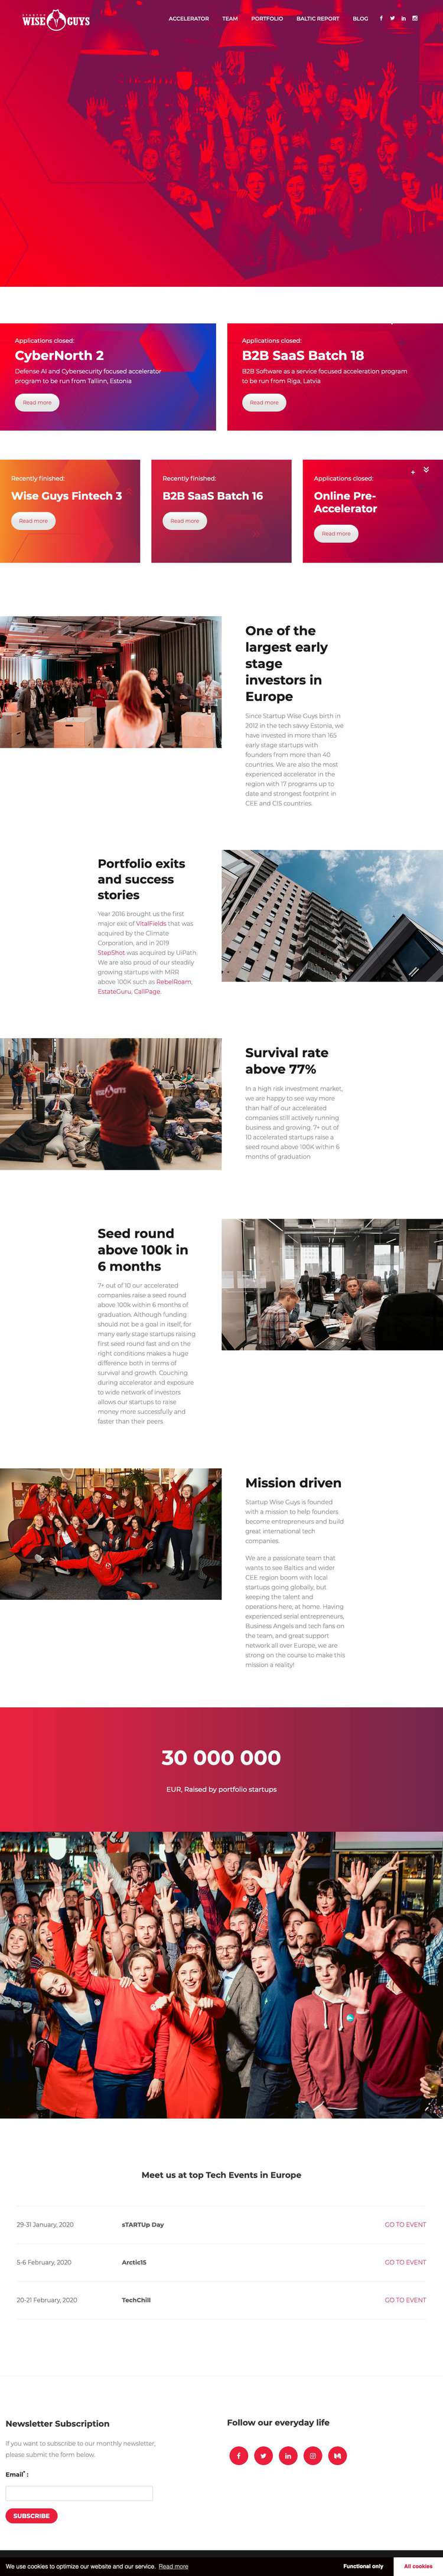 STARTUP
WISE GUYS
ACCELERATOR TEAM PORTFOLIO BALTIC REPORT BLOG
Applications closed:
CyberNorth 2
Defense AI and Cybersecurity focused accelerator
program to be run from Tallinn, Estonia
Read more
Applications closed:
B2B SaaS Batch 18
B2B Software as a service focused acceleration program
to be run from Riga, Latvia
Read more
Recently finished:
Wise Guys Fintech 3
Read more
Recently finished:
B2B SaaS Batch 16
Read more
Applications closed:
Online Pre-
Accelerator
Read more
One of the
largest early
stage
investors in
Europe
Since Startup Wise Guys birth in
2012 in the tech savvy Estonia, we
have invested in more than 165
early stage startups with
founders from more than 40
countries. We are also the most
experienced accelerator in the
region with 17 programs up to
date and strongest footprint in
CEE and CIS countries.
Portfolio exits
and success
stories
Year 2016 brought us the first
major exit of VitalFields that was
acquired by the Climate
Corporation, and in 2019
StepShot was acquired by UiPath.
We are also proud of our steadily
growing startups with MRR
above 100K such as RebelRoam,
EstateGuru, CallPage.
Survival rate
above 77%
In a high risk investment market,
we are happy to see way more
than half of our accelerated
companies still actively running
business and growing. 7+ out of
10 accelerated startups raise a
seed round above 100K within 6
months of graduation
Seed round
above 100k in
6 months
7+ out of 10 our accelerated
companies raise a seed round
above 100k within 6 months of
graduation. Although funding
should not be a goal in itself, for
many early stage startups raising
first seed round fast and on the
right conditions makes a huge
difference both in terms of
survival and growth. Couching
during accelerator and exposure
to wide network of investors
allows our startups to raise
money more successfully and
faster than their peers.
Mission driven
Startup Wise Guys is founded
with a mission to help founders
become entrepreneurs and build
great international tech
companies.
We are a passionate team that
wants to see Baltics and wider
CEE region boom with local
startups going globally, but
keeping the talent and
operations here, at home. Having
experienced serial entrepreneurs,
Business Angels and tech fans on
the team, and great support
network all over Europe, we are
strong on the course to make this
mission a reality!
30 000 000
EUR, Raised by portfolio startups
Meet us at top Tech Events in Europe
29-31 January, 2020 sTARTUp Day GO TO EVENT
5-6 February, 2020 Arctic15 GO TO EVENT
20-21 February, 2020 TechChill GO TO EVENT
Newsletter Subscription
If you want to subscribe to our monthly newsletter,
please submit the form below.
Email* :
SUBSCRIBE
Follow our everyday life
We use cookies to optimize our website and our service. Read more
Functional only All cookies